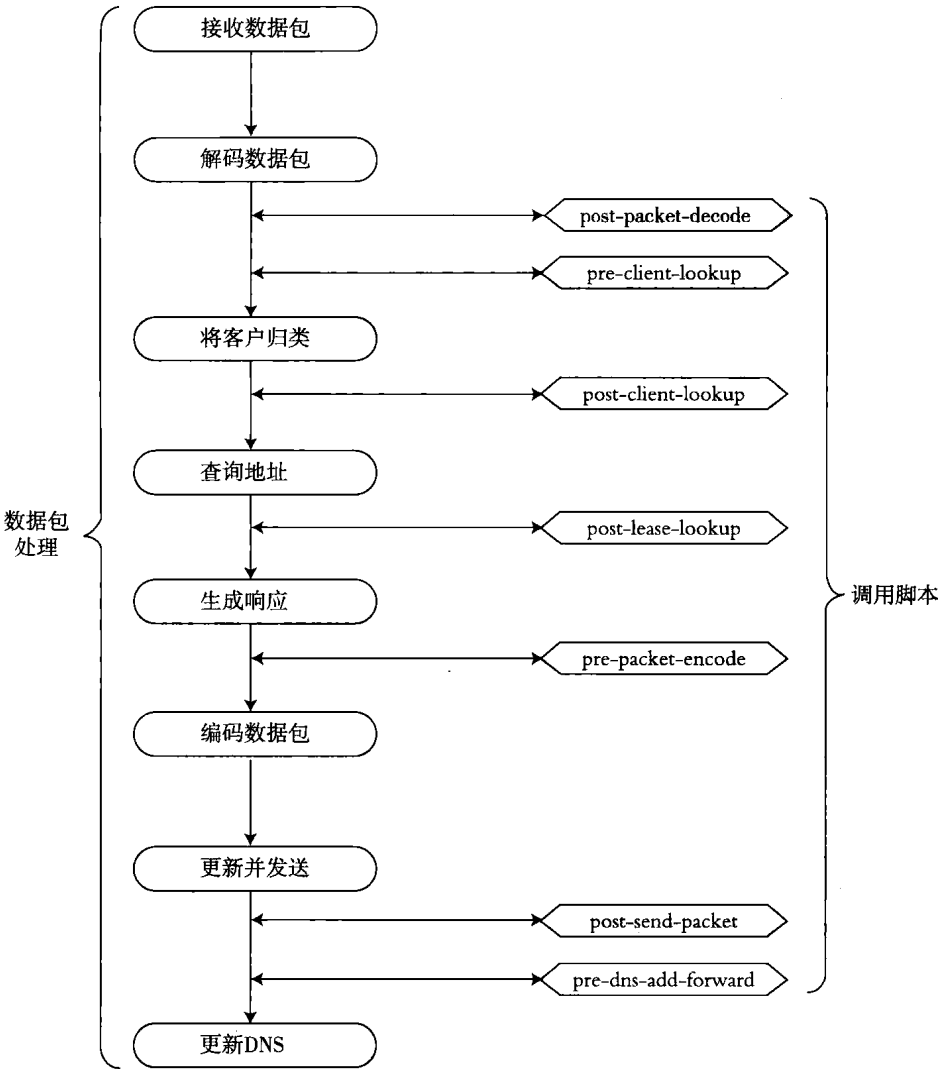 接收数据包
解码数据包
post-packet-decode
pre-client-lookup
将客户归类
post-client-lookup
查询地址
数据包
处理
post-lease-lookup
生成响应
调用脚本
pre-packet-encode
编码数据包
更新并发送
post-send-packet
pre-dns-add-forward
更新DNS